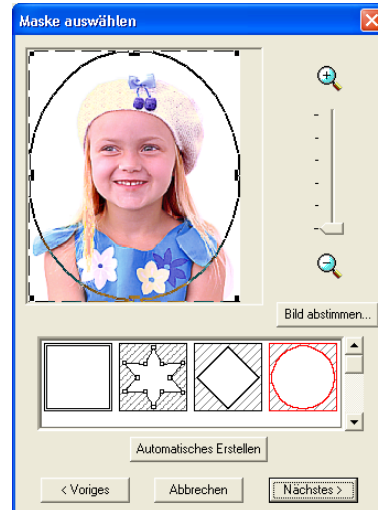 Maske auswählen
Bild abstimmen...
Automatisches Erstellen
< Voriges
Abbrechen
Nächstes >